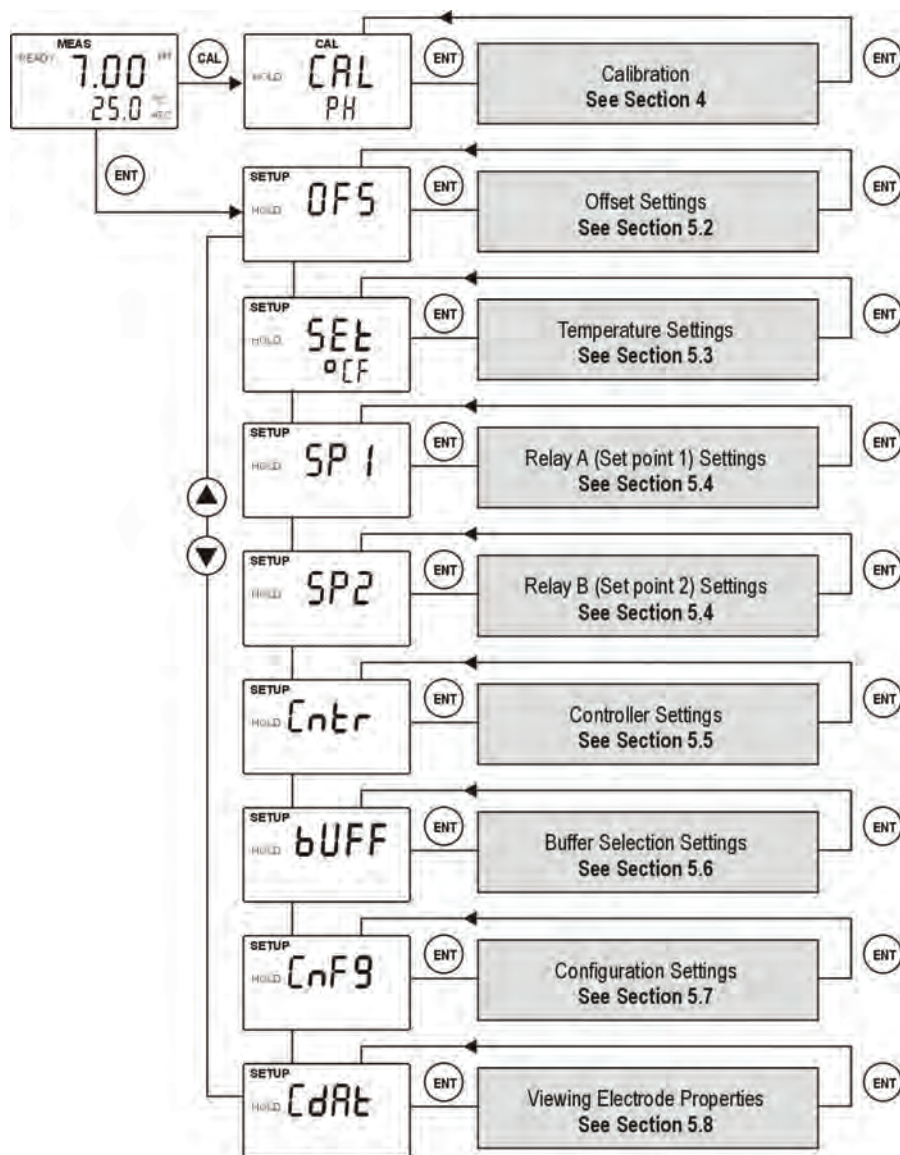 MEAS
READY
7.00
pH
25.0
°C
ATC
CAL
CAL
HOLD
CAL
PH
ENT
Calibration
See Section 4
ENT
ENT
SETUP
HOLD
OFS
ENT
Offset Settings
See Section 5.2
ENT
SETUP
HOLD
SEt
°CF
ENT
Temperature Settings
See Section 5.3
ENT
SETUP
HOLD
SP1
ENT
Relay A (Set point 1) Settings
See Section 5.4
ENT
SETUP
HOLD
SP2
ENT
Relay B (Set point 2) Settings
See Section 5.4
ENT
SETUP
HOLD
Cntr
ENT
Controller Settings
See Section 5.5
ENT
SETUP
HOLD
bUFF
ENT
Buffer Selection Settings
See Section 5.6
ENT
SETUP
HOLD
CnF9
ENT
Configuration Settings
See Section 5.7
ENT
SETUP
HOLD
CdAt
ENT
Viewing Electrode Properties
See Section 5.8
ENT